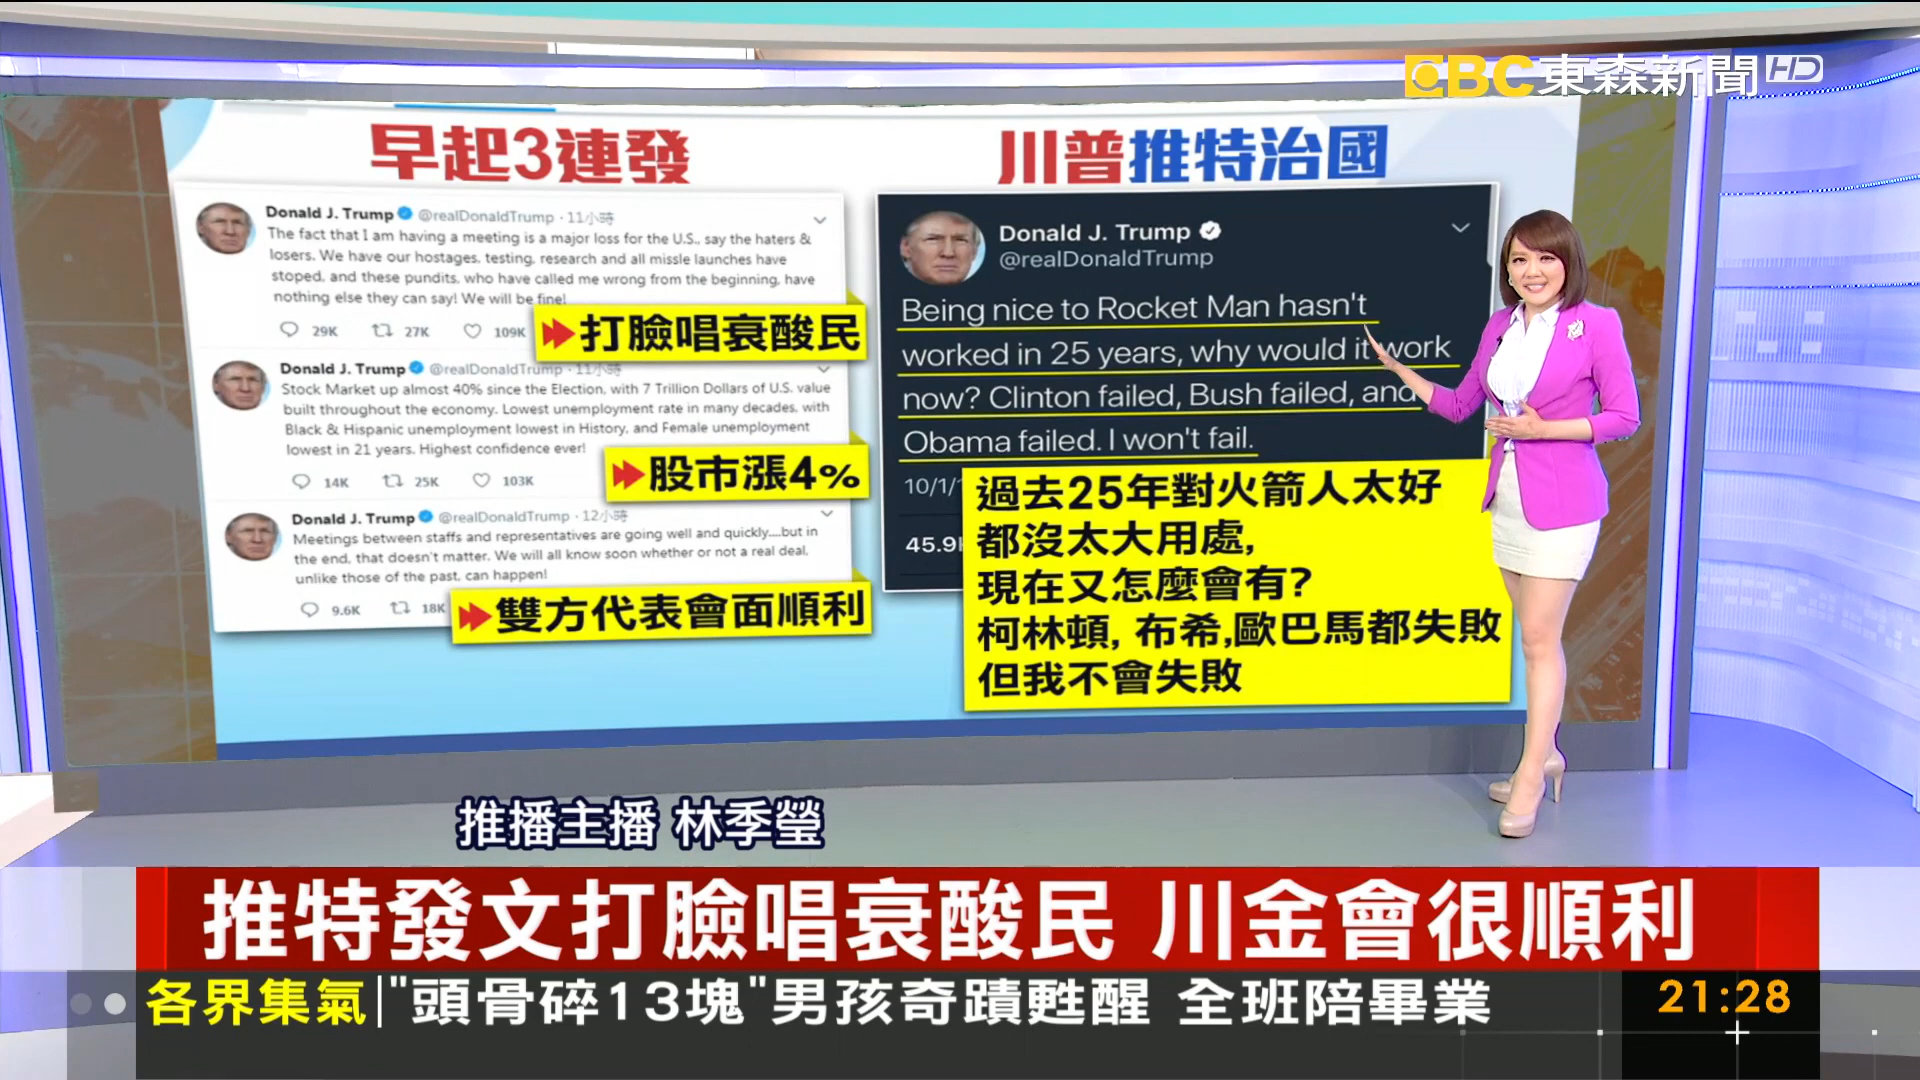 EBC東森新聞HD
早起3連發
川普推特治國
Donald J. Trump @realDonaldTrump · 11小時
The fact that I am having a meeting is a major loss for the U.S., say the haters &
losers. We have our hostages, testing, research and all missle launches have
stoped, and these pundits, who have called me wrong from the beginning, have
nothing else they can say! We will be fine!
29K 27K 109K
打臉唱衰酸民
Donald J. Trump @realDonaldTrump · 11小時
Stock Market up almost 40% since the Election, with 7 Trillion Dollars of U.S. value
built throughout the economy. Lowest unemployment rate in many decades, with
Black & Hispanic unemployment lowest in History, and Female unemployment
lowest in 21 years. Highest confidence ever!
14K 25K 103K
股市漲4%
Donald J. Trump @realDonaldTrump · 12小時
Meetings between staffs and representatives are going well and quickly....but in
the end, that doesn't matter. We will all know soon whether or not a real deal,
unlike those of the past, can happen!
9.6K 18K
雙方代表會面順利
Donald J. Trump
@realDonaldTrump
Being nice to Rocket Man hasn't
worked in 25 years, why would it work
now? Clinton failed, Bush failed, and
Obama failed. I won't fail.
10/1/1
45.9K
過去25年對火箭人太好
都沒太大用處,
現在又怎麼會有?
柯林頓, 布希,歐巴馬都失敗
但我不會失敗
推播主播 林季瑩
推特發文打臉唱衰酸民 川金會很順利
各界集氣 "頭骨碎13塊"男孩奇蹟甦醒 全班陪畢業
21:28